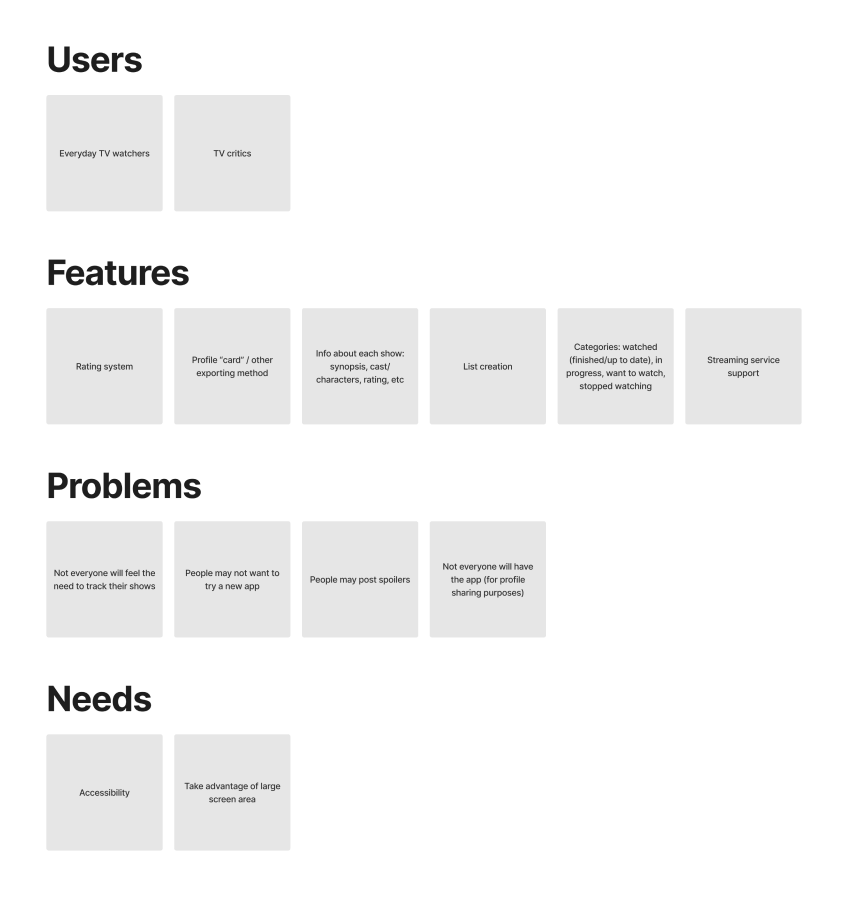 Users
Everyday TV watchers
TV critics
Features
Rating system
Profile “card” / other
exporting method
Info about each show:
synopsis, cast/
characters, rating, etc
List creation
Categories: watched
(finished/up to date), in
progress, want to watch,
stopped watching
Streaming service
support
Problems
Not everyone will feel the
need to track their shows
People may not want to
try a new app
People may post spoilers
Not everyone will have
the app (for profile
sharing purposes)
Needs
Accessibility
Take advantage of large
screen area